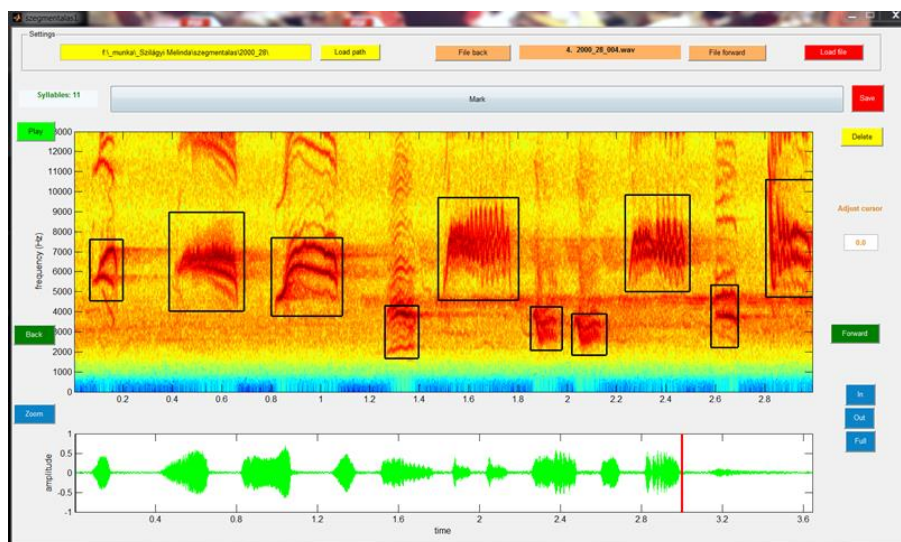 szegmentalas1
Settings
f:\_munka\_Szilágyi Melinda\szegmentalas\2000_28\
Load path
File back
4. 2000_28_004.wav
File forward
Load file
Syllables: 11
Mark
Save
Play
Delete
13000
12000
11000
10000
9000
8000
7000
6000
5000
4000
3000
2000
1000
0
frequency (Hz)
Adjust cursor
0.0
Back
Forward
0.2 0.4 0.6 0.8 1 1.2 1.4 1.6 1.8 2 2.2 2.4 2.6 2.8
Zoom
In
Out
Full
1
0.5
0
-0.5
-1
amplitude
0.4 0.8 1.2 1.6 2 2.4 2.8 3.2 3.6
time